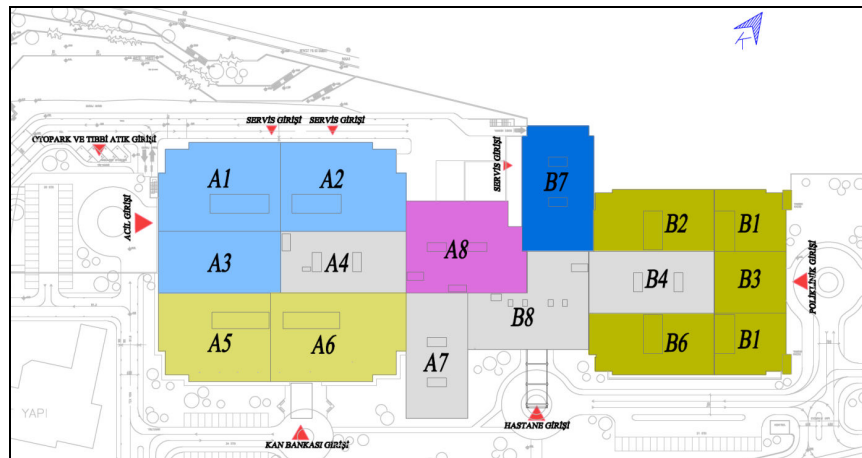 SERVİS GİRİŞİ
SERVİS GİRİŞİ
OTOPARK VE TIBBİ ATIK GİRİŞİ
SERVİS GİRİŞİ
ACİL GİRİŞİ
A1
A2
B7
A3
A4
A8
B2
B1
B4
B3
A5
A6
A7
B8
B6
B1
POLİKLİNİK GİRİŞİ
YAPI
KAN BANKASI GİRİŞİ
HASTANE GİRİŞİ
K